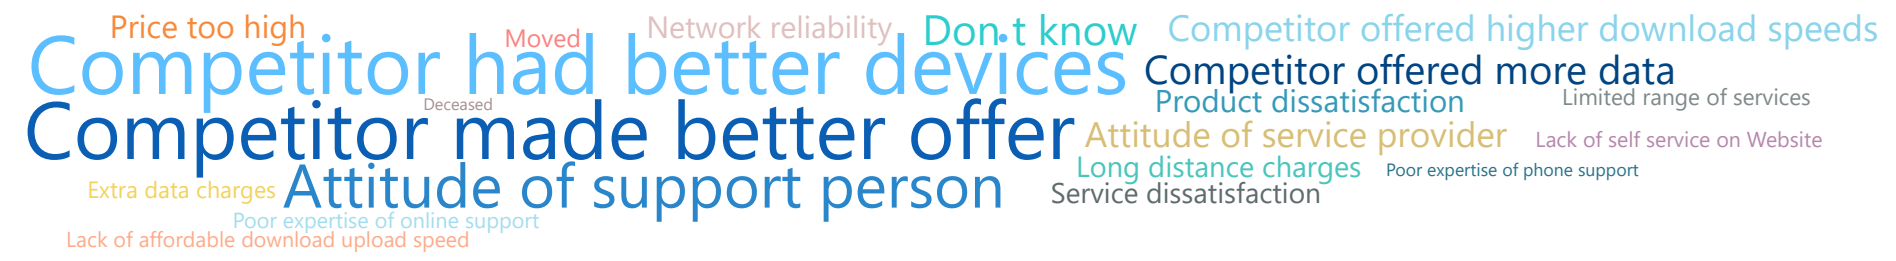 Price too high
Moved
Network reliability
Don t know
Competitor offered higher download speeds
Competitor had better devices
Competitor offered more data
Deceased
Product dissatisfaction
Limited range of services
Competitor made better offer
Attitude of service provider
Lack of self service on Website
Long distance charges
Poor expertise of phone support
Extra data charges
Attitude of support person
Service dissatisfaction
Poor expertise of online support
Lack of affordable download upload speed